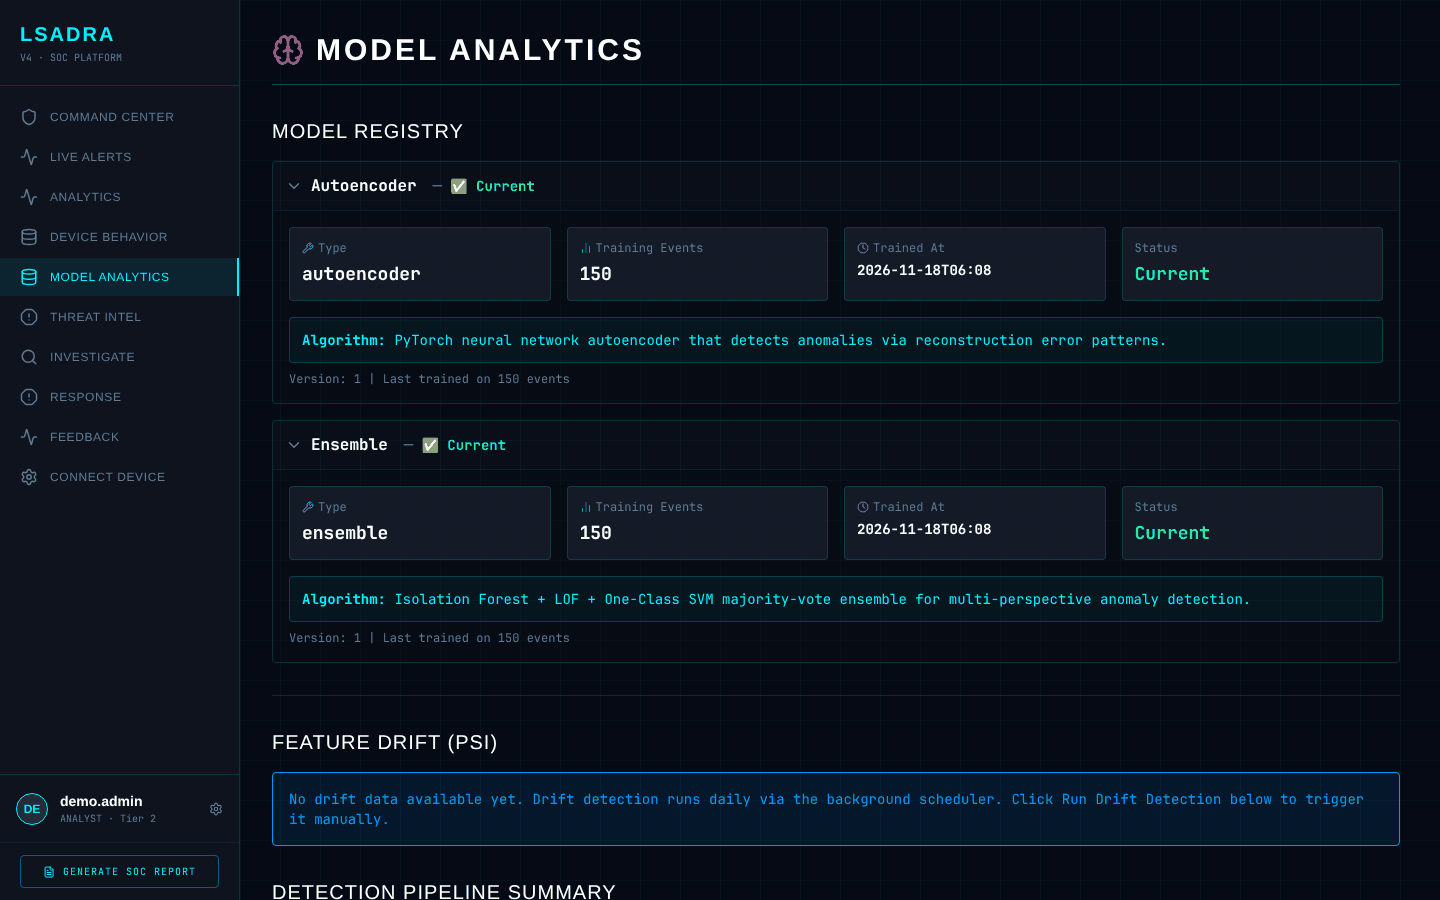 LSADRA
V4 · SOC PLATFORM
COMMAND CENTER
LIVE ALERTS
ANALYTICS
DEVICE BEHAVIOR
MODEL ANALYTICS
THREAT INTEL
INVESTIGATE
RESPONSE
FEEDBACK
CONNECT DEVICE
DE
demo.admin
ANALYST · Tier 2
GENERATE SOC REPORT
MODEL ANALYTICS
MODEL REGISTRY
Autoencoder — ✅ Current
Type
autoencoder
Training Events
150
Trained At
2026-11-18T06:08
Status
Current
Algorithm: PyTorch neural network autoencoder that detects anomalies via reconstruction error patterns.
Version: 1 | Last trained on 150 events
Ensemble — ✅ Current
Type
ensemble
Training Events
150
Trained At
2026-11-18T06:08
Status
Current
Algorithm: Isolation Forest + LOF + One-Class SVM majority-vote ensemble for multi-perspective anomaly detection.
Version: 1 | Last trained on 150 events
FEATURE DRIFT (PSI)
No drift data available yet. Drift detection runs daily via the background scheduler. Click Run Drift Detection below to trigger
it manually.
DETECTION PIPELINE SUMMARY